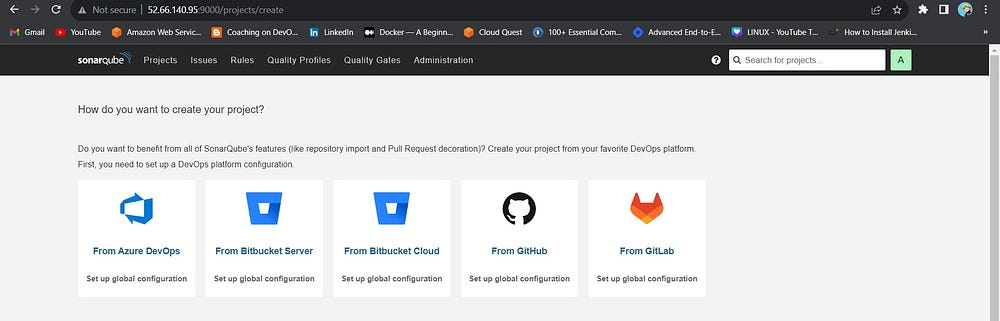 Not secure | 52.66.140.95:9000/projects/create
Gmail YouTube Amazon Web Servic... Coaching on DevO... LinkedIn Docker — A Beginn... Cloud Quest 100+ Essential Com... Advanced End-to-E... LINUX - YouTube T... How to Install Jenki... »
sonarqube Projects Issues Rules Quality Profiles Quality Gates Administration ? Search for projects... A
How do you want to create your project?
Do you want to benefit from all of SonarQube's features (like repository import and Pull Request decoration)? Create your project from your favorite DevOps platform.
First, you need to set up a DevOps platform configuration.
From Azure DevOps From Bitbucket Server From Bitbucket Cloud From GitHub From GitLab
Set up global configuration Set up global configuration Set up global configuration Set up global configuration Set up global configuration